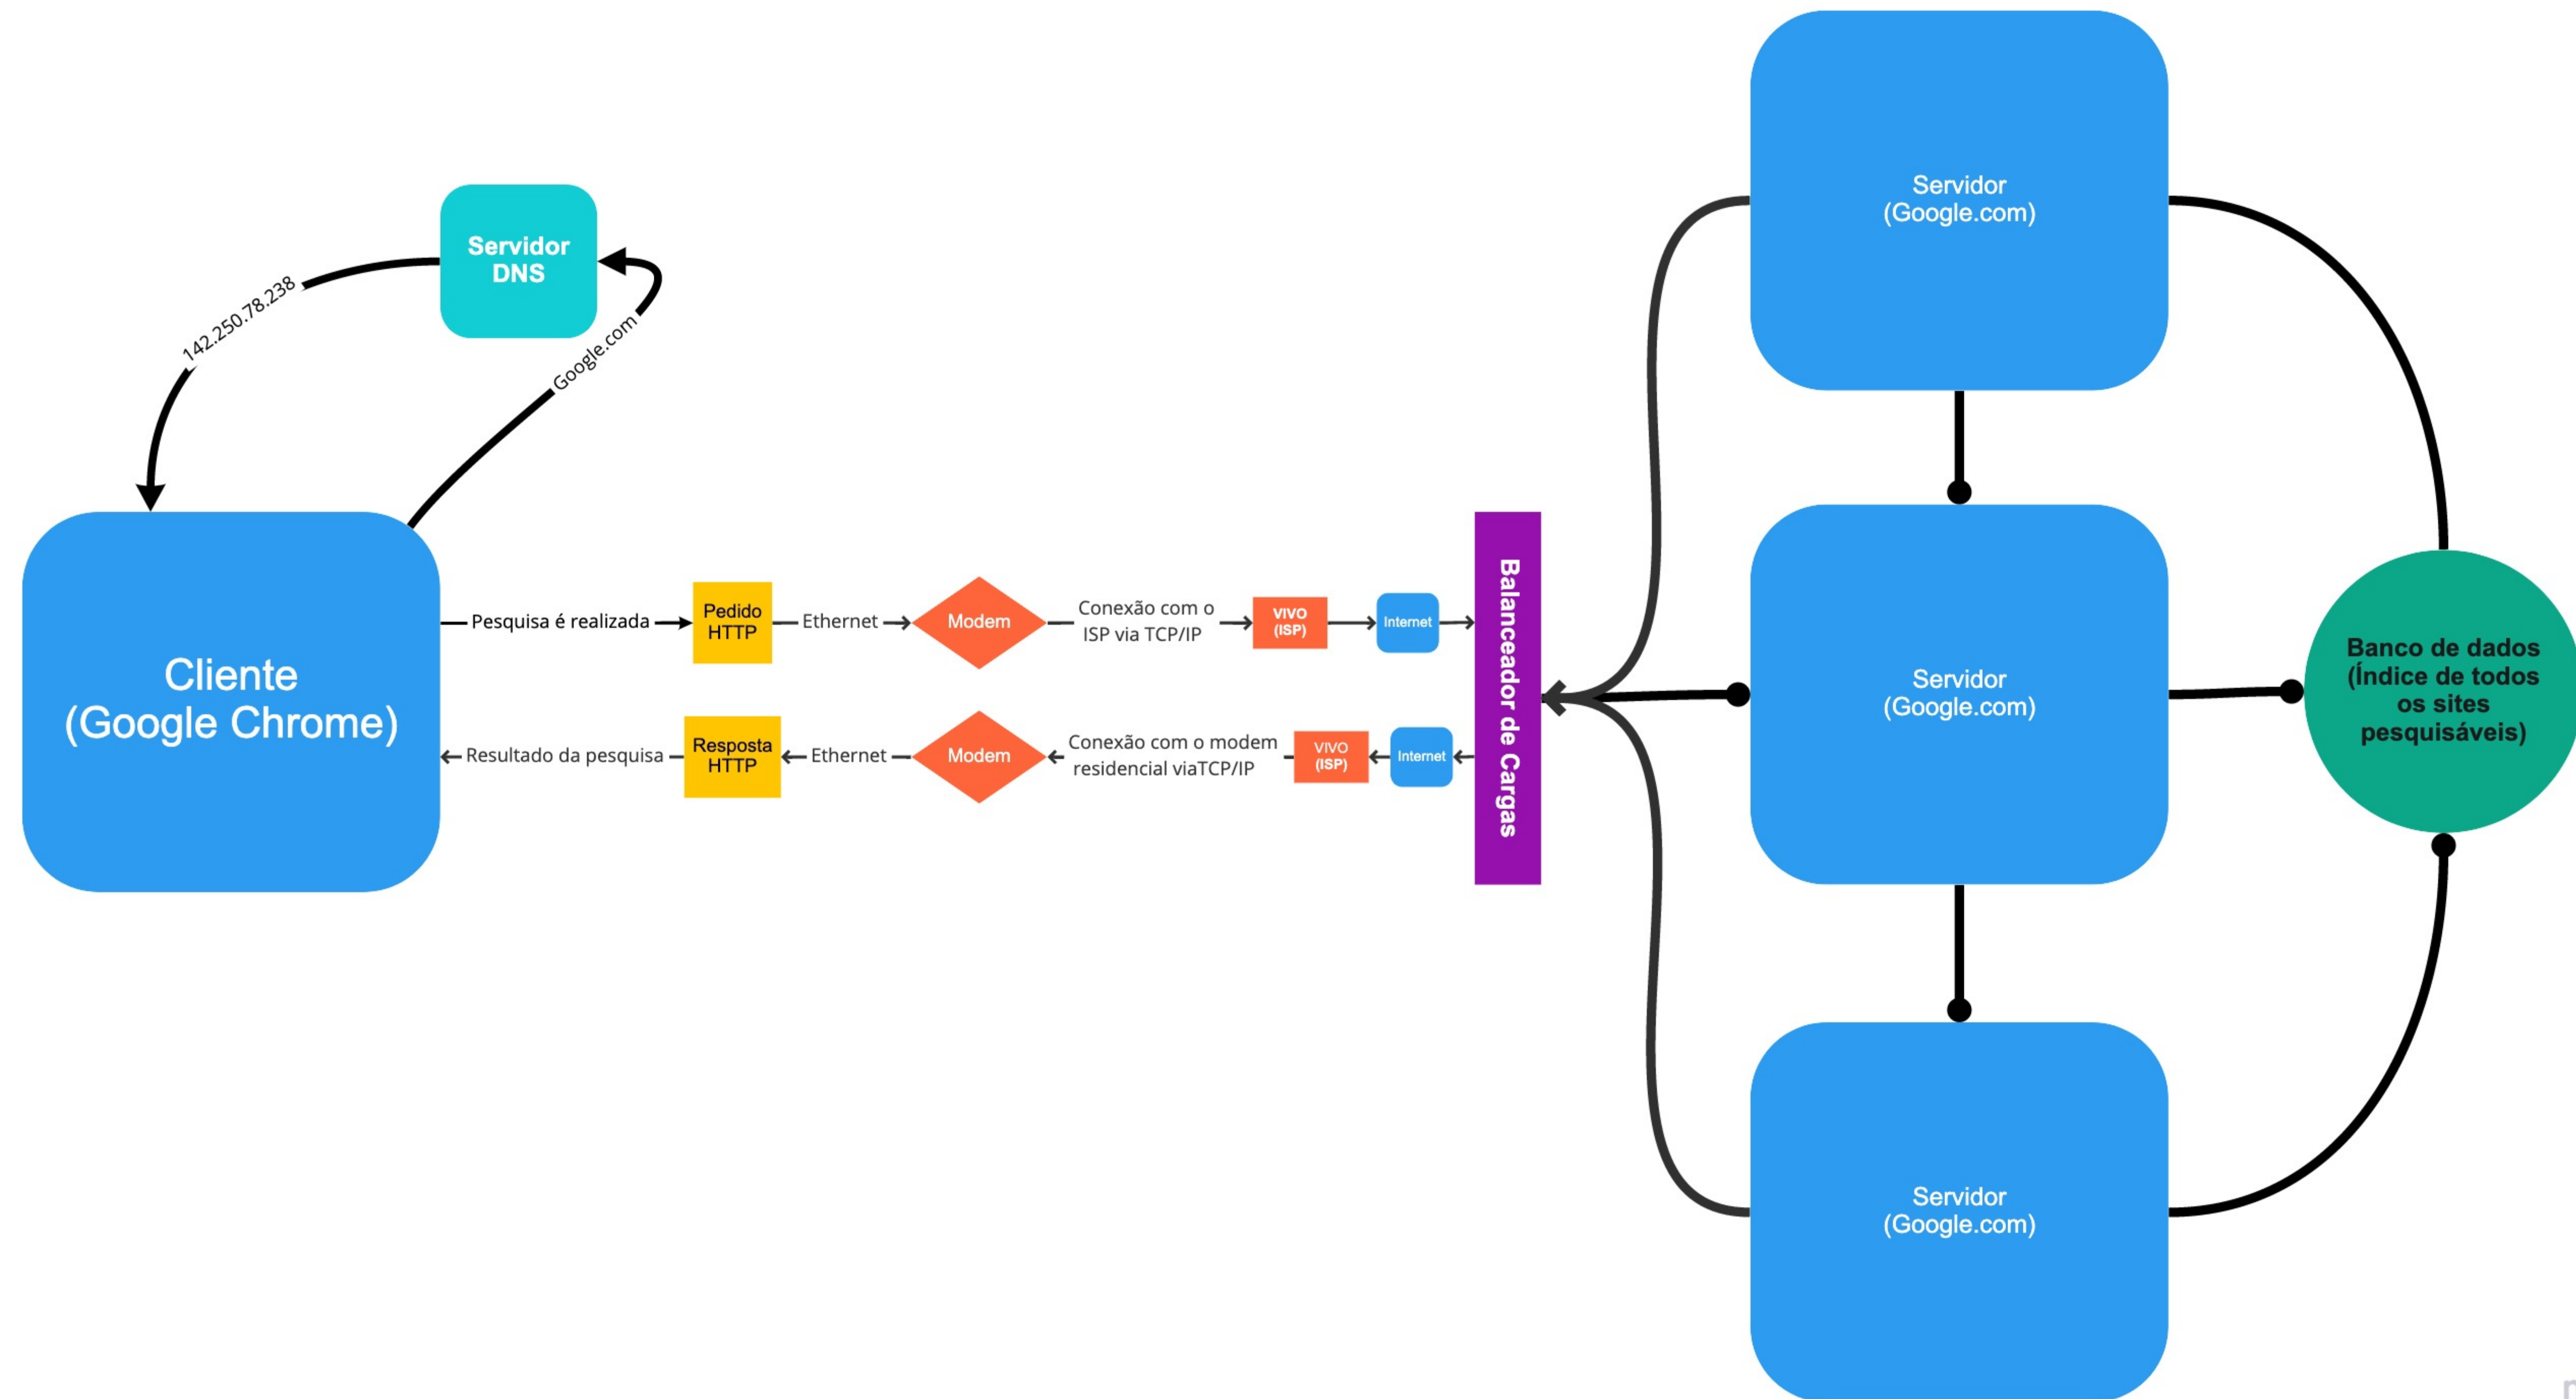 Servidor
(Google.com)
Servidor
DNS
142.250.78.238
Google.com
Cliente
(Google Chrome)
Pesquisa é realizada
Pedido
HTTP
Ethernet
Modem
Conexão com o
ISP via TCP/IP
VIVO
(ISP)
Internet
Resultado da pesquisa
Resposta
HTTP
Ethernet
Modem
Conexão com o modem
residencial viaTCP/IP
VIVO
(ISP)
Internet
Balanceador de Cargas
Servidor
(Google.com)
Banco de dados
(Índice de todos
os sites
pesquisáveis)
Servidor
(Google.com)